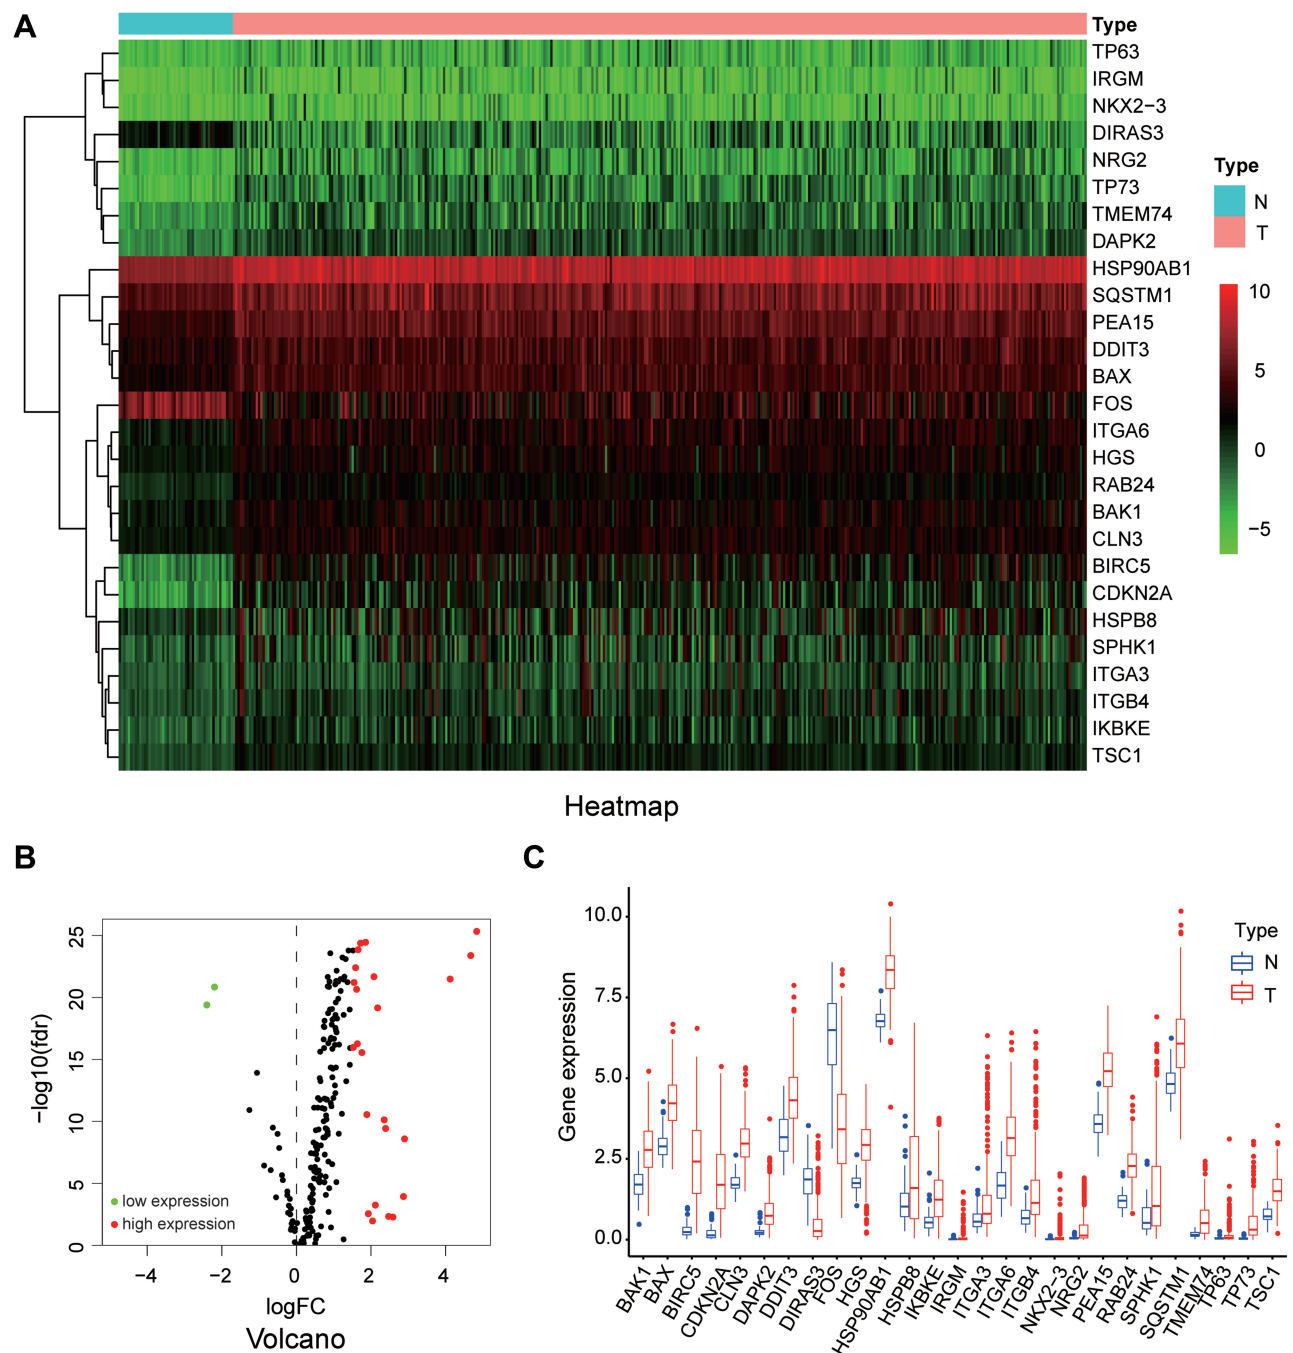 A
Type
TP63
IRGM
NKX2−3
DIRAS3
NRG2
TP73
TMEM74
DAPK2
HSP90AB1
SQSTM1
PEA15
DDIT3
BAX
FOS
ITGA6
HGS
RAB24
BAK1
CLN3
BIRC5
CDKN2A
HSPB8
SPHK1
ITGA3
ITGB4
IKBKE
TSC1
Type
N
T
10
5
0
−5
Heatmap
B
−log10(fdr)
25
20
15
10
5
0
low expression
high expression
−4
−2
0
2
4
logFC
Volcano
C
Gene expression
10.0
7.5
5.0
2.5
0.0
Type
N
T
BAK1
BAX
BIRC5
CDKN2A
CLN3
DAPK2
DDIT3
DIRAS3
FOS
HGS
HSP90AB1
HSPB8
IKBKE
IRGM
ITGA3
ITGA6
ITGB4
NKX2−3
NRG2
PEA15
RAB24
SPHK1
SQSTM1
TMEM74
TP63
TP73
TSC1